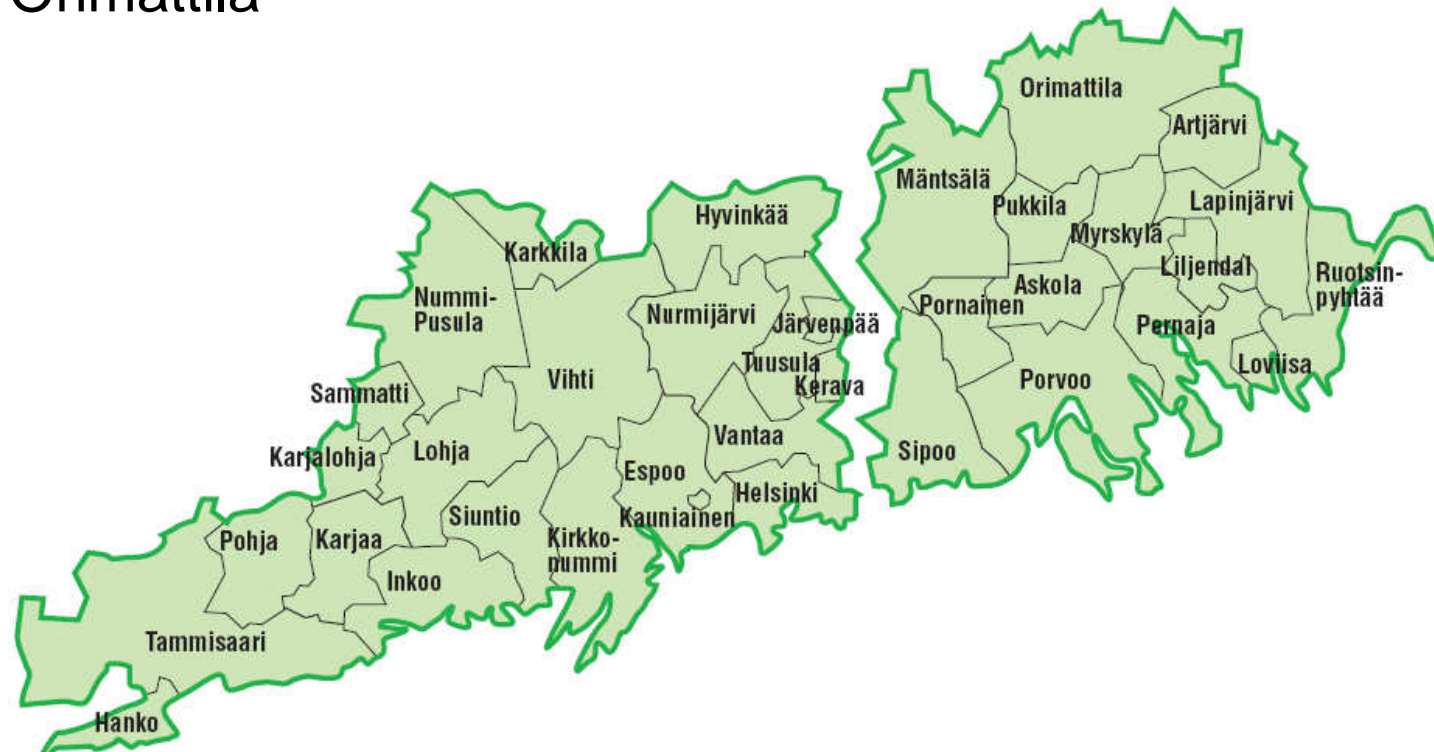 Orimattila
Orimattila
Artjärvi
Mäntsälä
Pukkila
Lapinjärvi
Hyvinkää
Myrskylä
Karkkila
Liljendal
Ruotsin-
pyhtää
Askola
Nummi-
Pusula
Pornainen
Nurmijärvi
Järvenpää
Pernaja
Tuusula
Loviisa
Vihti
Kerava
Porvoo
Sammatti
Vantaa
Karjalohja
Lohja
Sipoo
Espoo
Helsinki
Siuntio
Kauniainen
Pohja
Karjaa
Kirkko-
nummi
Inkoo
Tammisaari
Hanko